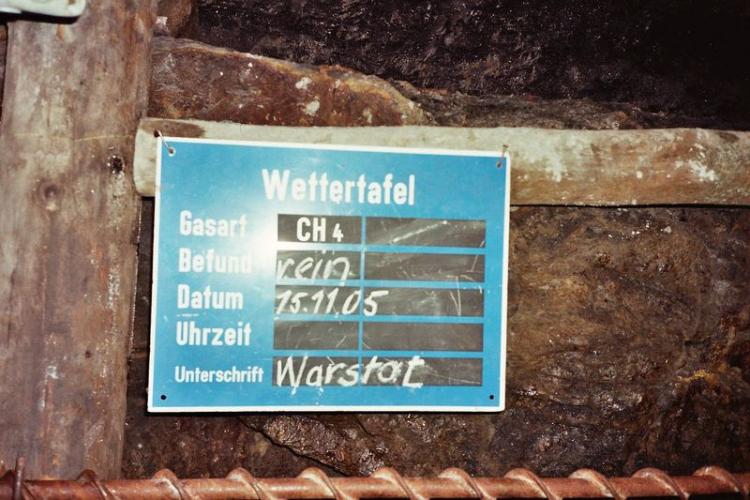 Wettertafel
Gasart CH4
Befund rein
Datum 15.11.05
Uhrzeit
Unterschrift Warstat